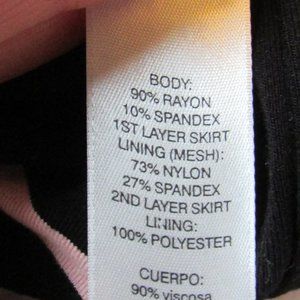 BODY:
90% RAYON
10% SPANDEX
1ST LAYER SKIRT
LINING (MESH):
73% NYLON
27% SPANDEX
2ND LAYER SKIRT
LINING:
100% POLYESTER
CUERPO:
90% viscosa